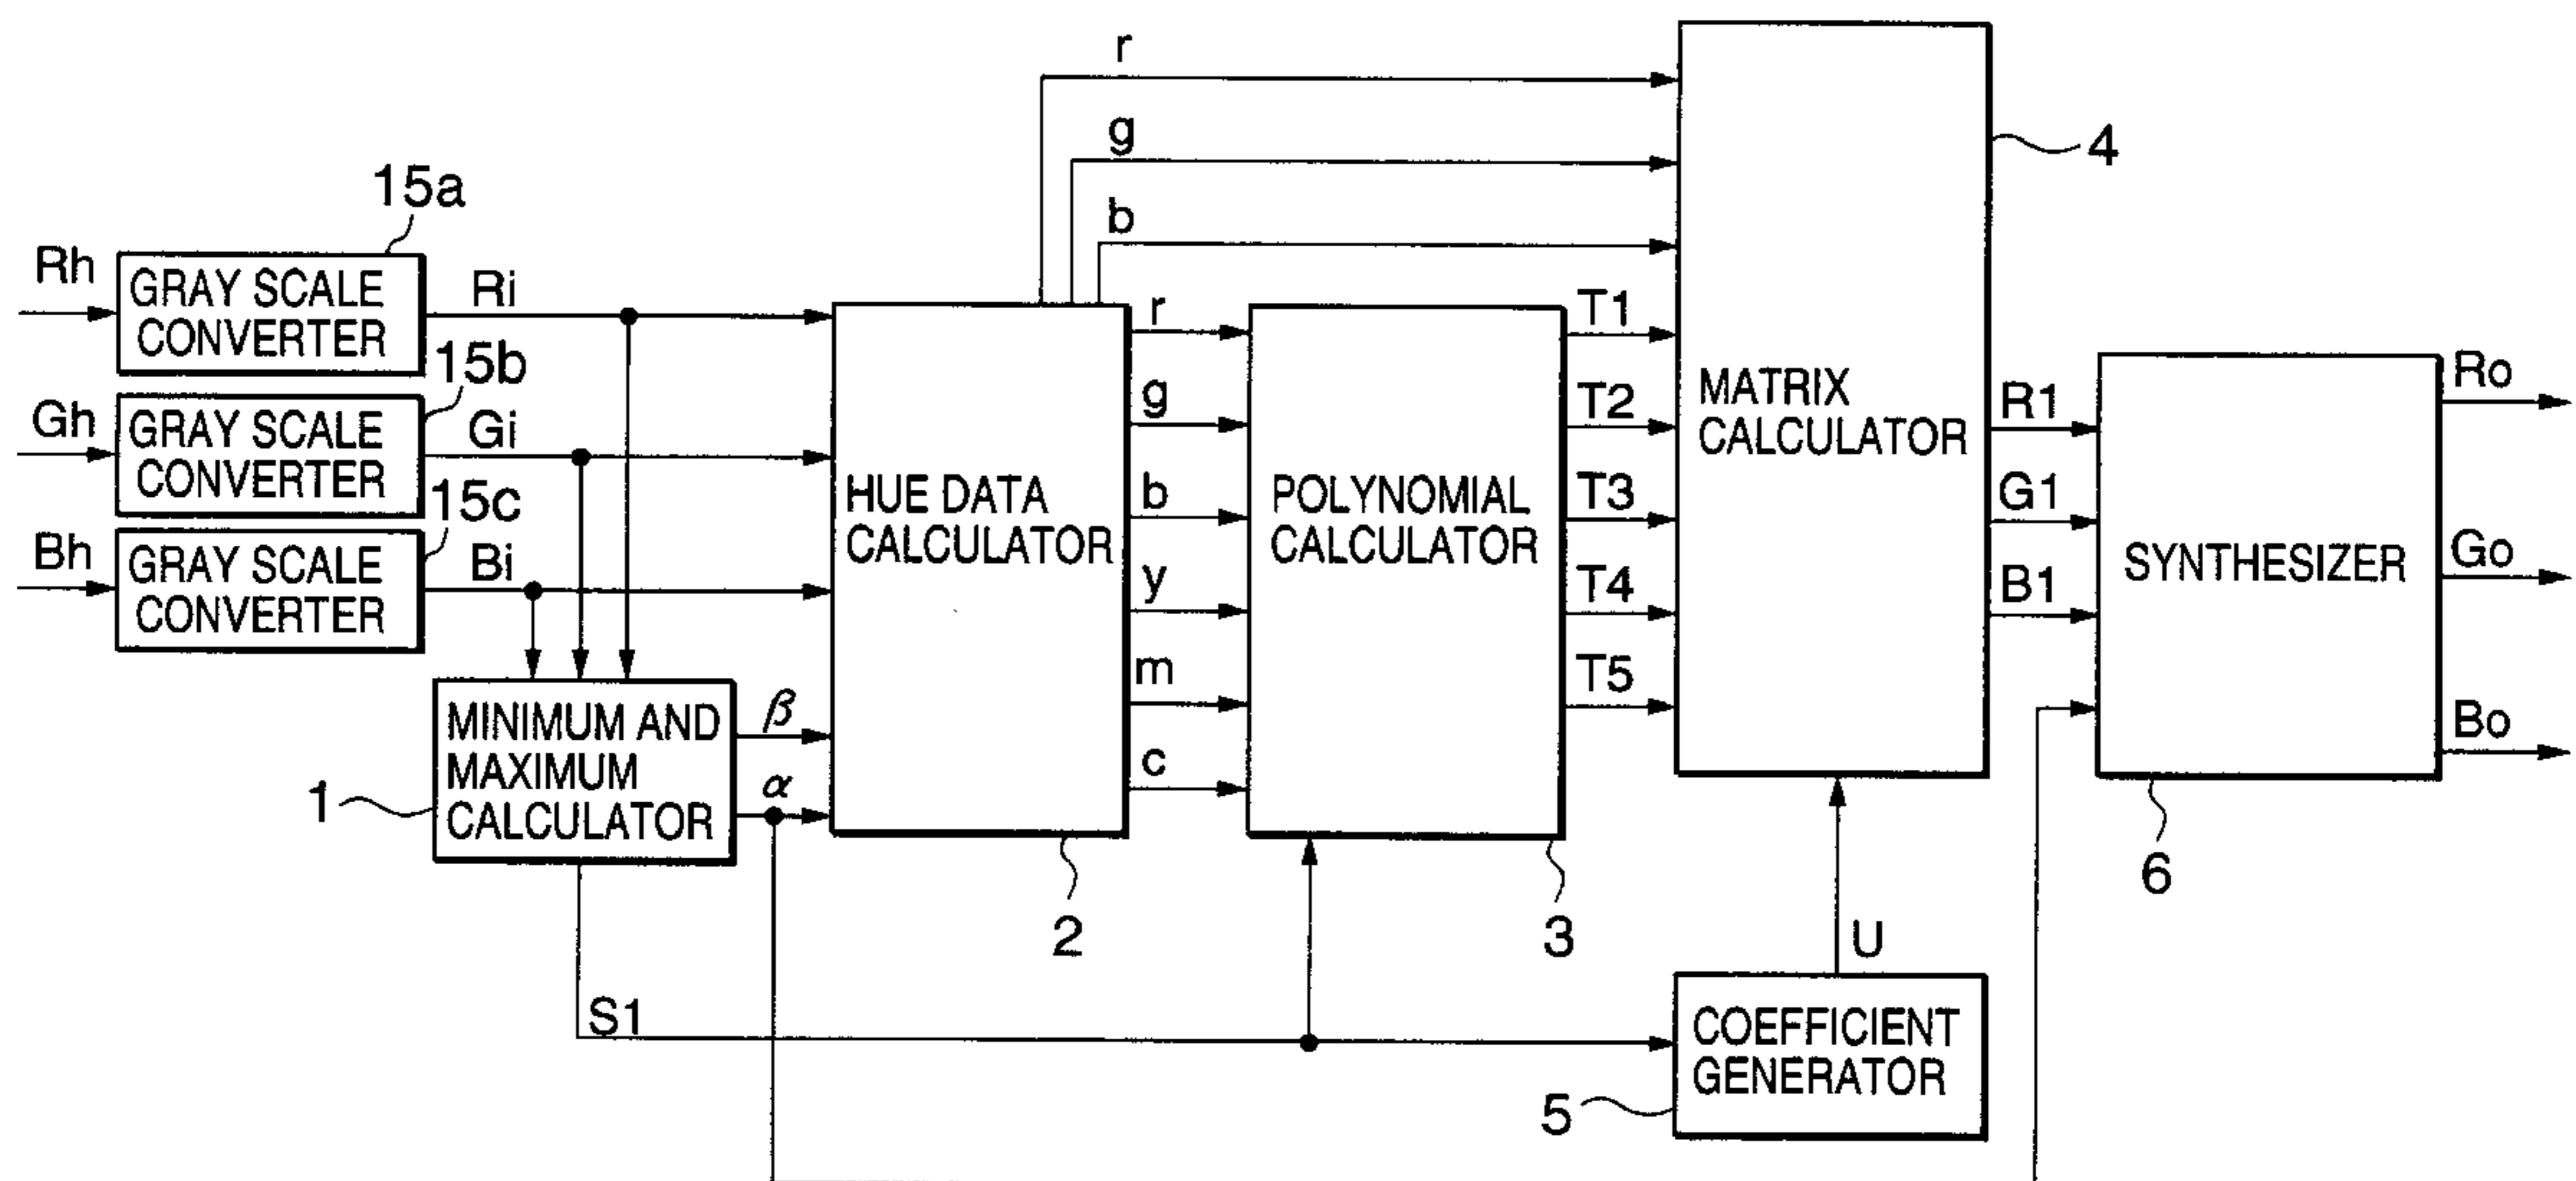 r
g
b
4
15a
Rh
GRAY SCALE
CONVERTER
Ri
15b
Gh
GRAY SCALE
CONVERTER
Gi
15c
Bh
GRAY SCALE
CONVERTER
Bi
MINIMUM AND
MAXIMUM
CALCULATOR
1
β
α
S1
HUE DATA
CALCULATOR
2
r
g
b
y
m
c
POLYNOMIAL
CALCULATOR
3
T1
T2
T3
T4
T5
MATRIX
CALCULATOR
U
COEFFICIENT
GENERATOR
5
R1
G1
B1
SYNTHESIZER
6
Ro
Go
Bo